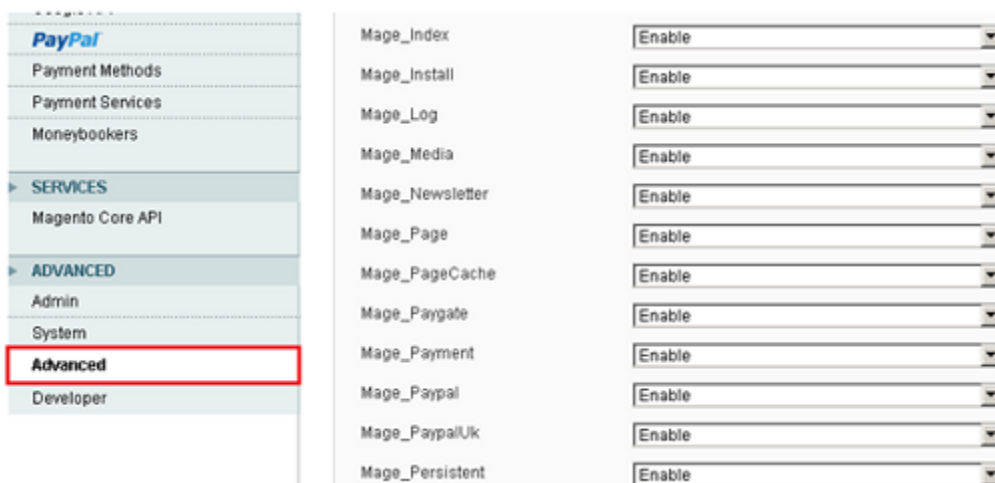 PayPal
Payment Methods
Payment Services
Moneybookers
SERVICES
Magento Core API
ADVANCED
Admin
System
Advanced
Developer
Mage_Index Enable
Mage_Install Enable
Mage_Log Enable
Mage_Media Enable
Mage_Newsletter Enable
Mage_Page Enable
Mage_PageCache Enable
Mage_Paygate Enable
Mage_Payment Enable
Mage_Paypal Enable
Mage_PaypalUk Enable
Mage_Persistent Enable